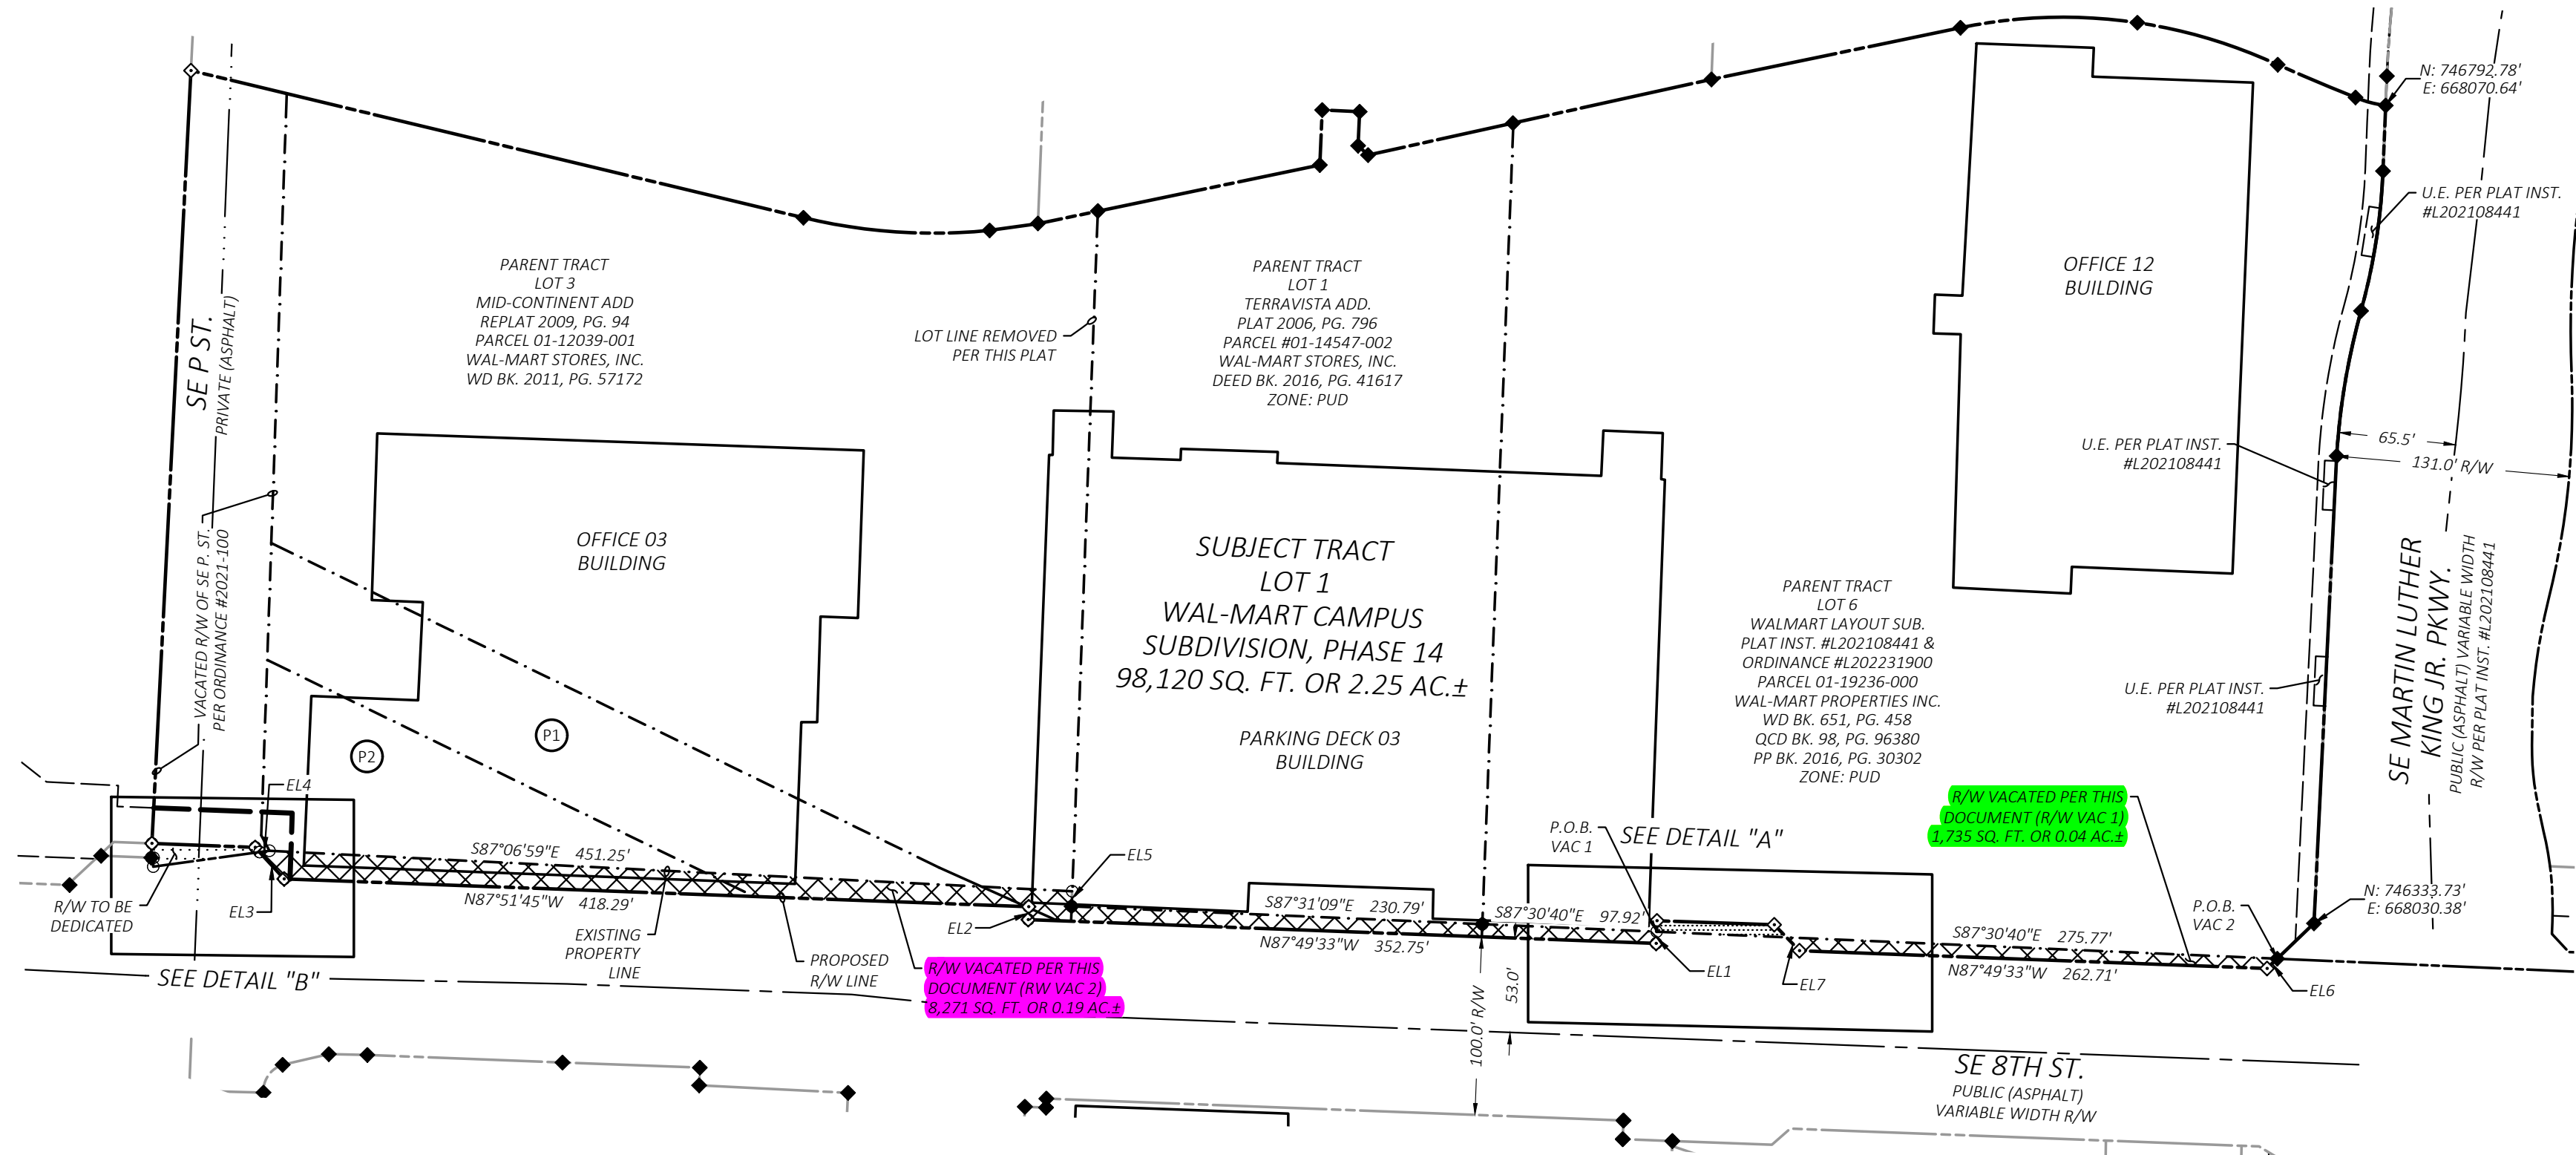 N: 746792.78'
E: 668070.64'
U.E. PER PLAT INST.
#L202108441
PARENT TRACT
LOT 3
MID-CONTINENT ADD
REPLAT 2009, PG. 94
PARCEL 01-12039-001
WAL-MART STORES, INC.
WD BK. 2011, PG. 57172
PARENT TRACT
LOT 1
TERRAVISTA ADD.
PLAT 2006, PG. 796
PARCEL #01-14547-002
WAL-MART STORES, INC.
DEED BK. 2016, PG. 41617
ZONE: PUD
OFFICE 12
BUILDING
SE P ST.
PRIVATE (ASPHALT)
LOT LINE REMOVED
PER THIS PLAT
U.E. PER PLAT INST.
#L202108441
65.5'
131.0' R/W
OFFICE 03
BUILDING
SUBJECT TRACT
LOT 1
WAL-MART CAMPUS
SUBDIVISION, PHASE 14
98,120 SQ. FT. OR 2.25 AC.±
PARKING DECK 03
BUILDING
VACATED R/W OF SE P. ST.
PER ORDINANCE #2021-100
PARENT TRACT
LOT 6
WALMART LAYOUT SUB.
PLAT INST. #L202108441 &
ORDINANCE #L202231900
PARCEL 01-19236-000
WAL-MART PROPERTIES INC.
WD BK. 651, PG. 458
QCD BK. 98, PG. 96380
PP BK. 2016, PG. 30302
ZONE: PUD
U.E. PER PLAT INST.
#L202108441
SE MARTIN LUTHER
KING JR. PKWY.
PUBLIC (ASPHALT) VARIABLE WIDTH
R/W PER PLAT INST. #L202108441
P1
P2
EL4
R/W VACATED PER THIS
DOCUMENT (R/W VAC 1)
1,735 SQ. FT. OR 0.04 AC.±
P.O.B.
VAC 1
SEE DETAIL "A"
S87°06'59"E 451.25'
EL5
N87°51'45"W 418.29'
R/W TO BE
DEDICATED
EL3
EL2
S87°31'09"E 230.79'
S87°30'40"E 97.92'
N: 746333.73'
E: 668030.38'
P.O.B.
VAC 2
EXISTING
PROPERTY
LINE
PROPOSED
R/W LINE
N87°49'33"W 352.75'
S87°30'40"E 275.77'
N87°49'33"W 262.71'
EL1
EL7
EL6
SEE DETAIL "B"
R/W VACATED PER THIS
DOCUMENT (RW VAC 2)
8,271 SQ. FT. OR 0.19 AC.±
100.0' R/W
53.0'
SE 8TH ST.
PUBLIC (ASPHALT)
VARIABLE WIDTH R/W